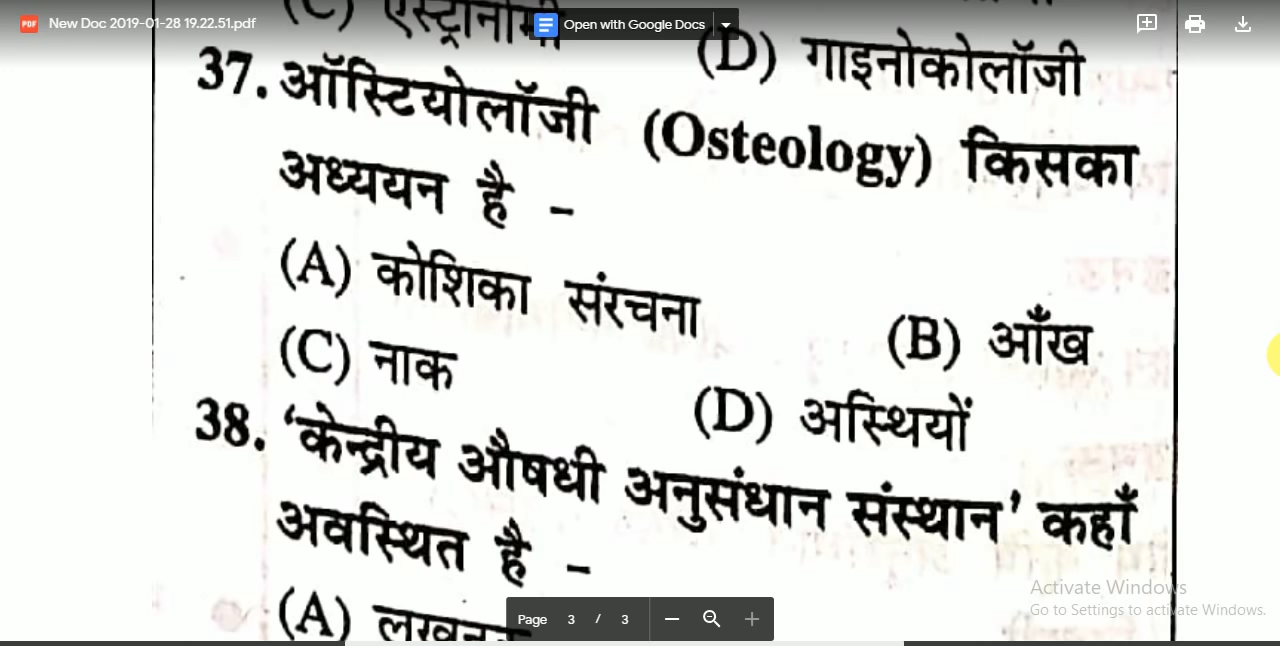 New Doc 2019-01-28 19.22.51.pdf
Open with Google Docs
(C) एस्ट्रोनॉमी
(D) गाइनोकोलॉजी
37. ऑस्टियोलॉजी (Osteology) किसका
अध्ययन है -
(A) कोशिका संरचना
(B) आँख
(C) नाक
(D) अस्थियों
38. ‘केन्द्रीय औषधी अनुसंधान संस्थान’ कहाँ
अवस्थित है -
(A) लखनऊ
Page 3 / 3
Activate Windows
Go to Settings to activate Windows.